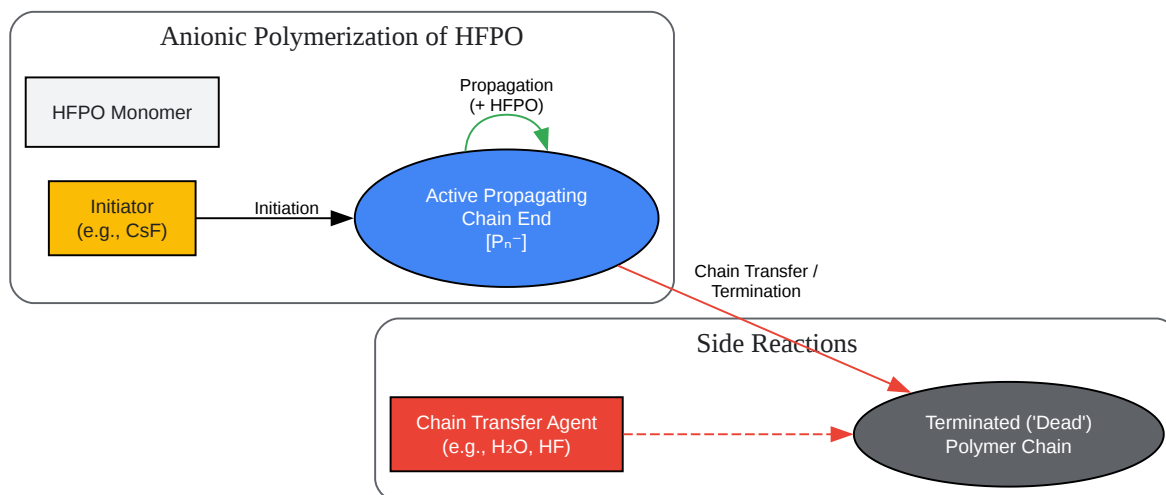 Anionic Polymerization of HFPO
HFPO Monomer
Propagation
(+ HFPO)
Initiator
(e.g., CsF)
Initiation
Active Propagating
Chain End
[Pₙ⁻]
Chain Transfer /
Termination
Side Reactions
Chain Transfer Agent
(e.g., H₂O, HF)
Terminated ('Dead')
Polymer Chain